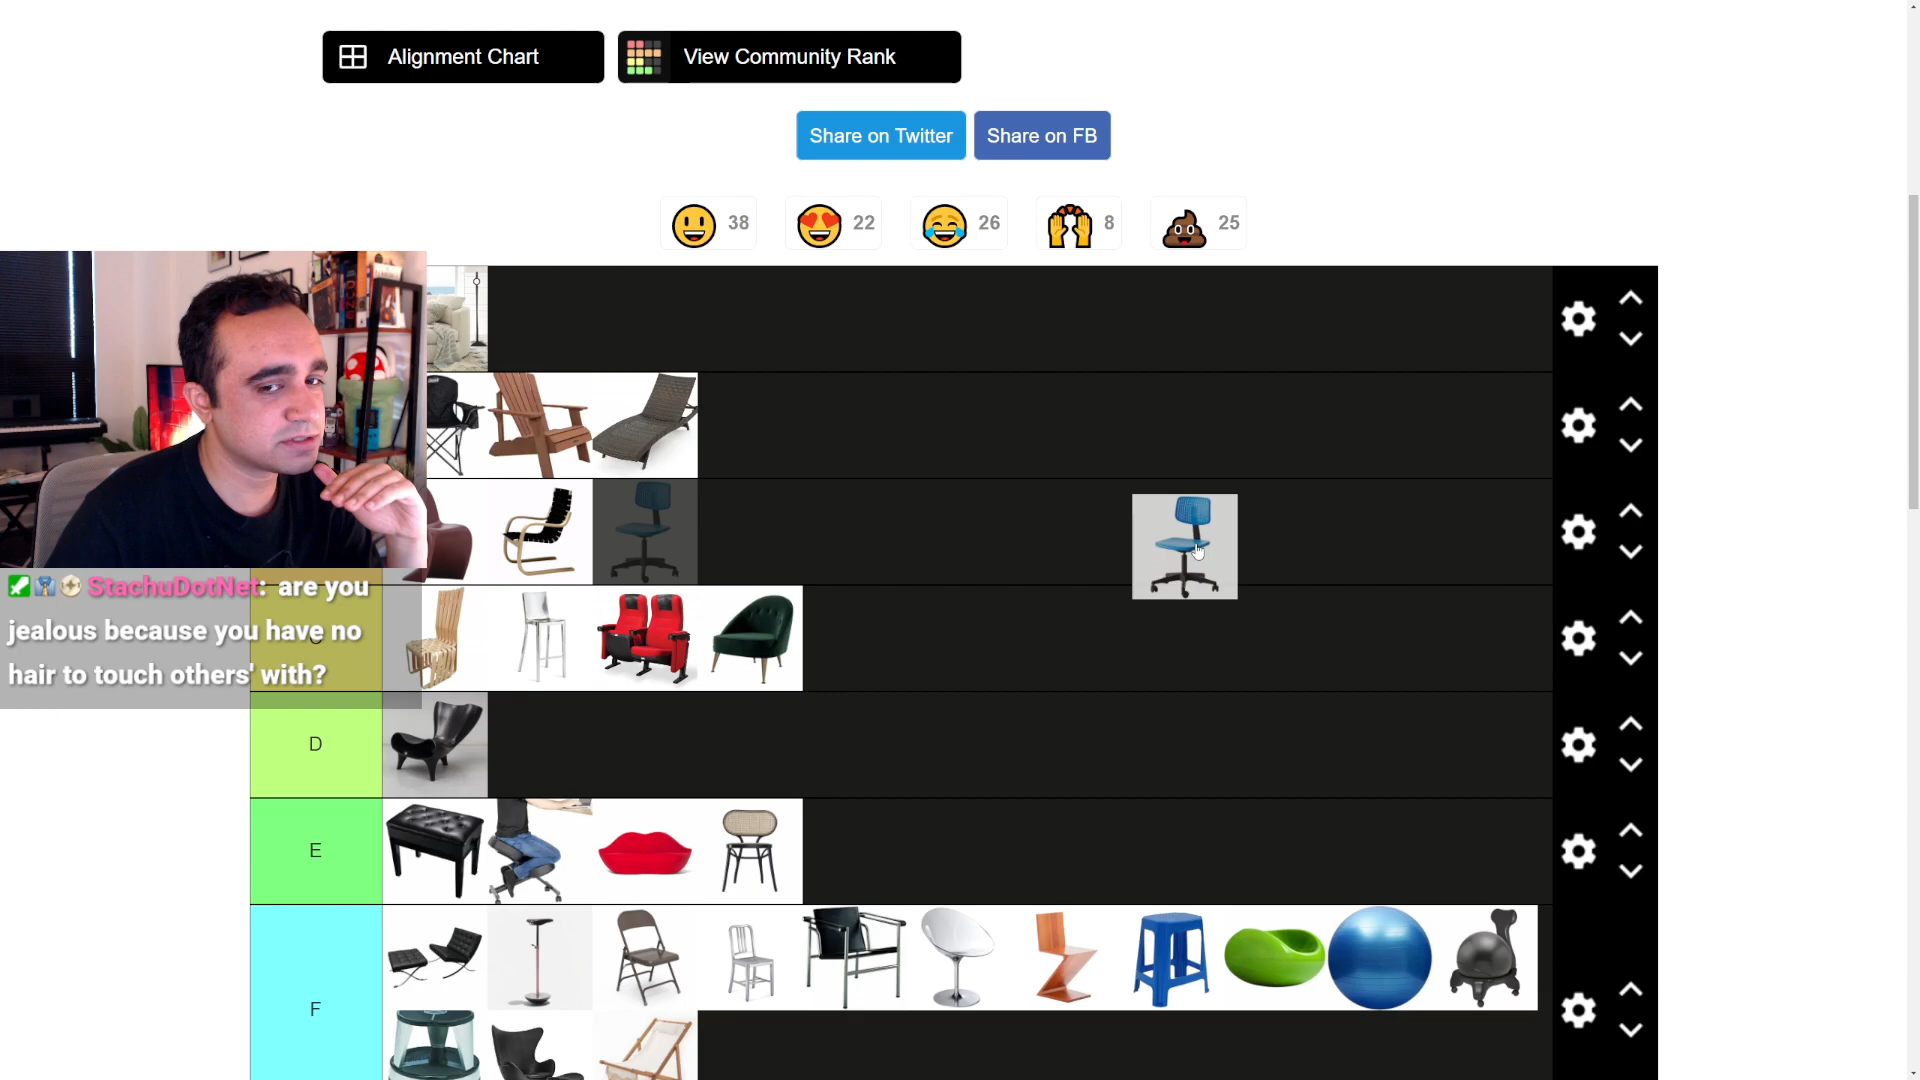 Alignment Chart
View Community Rank
Share on Twitter
Share on FB
38
22
26
8
25
StachuDotNet: are you
jealous because you have no
hair to touch others' with?
C
D
E
F